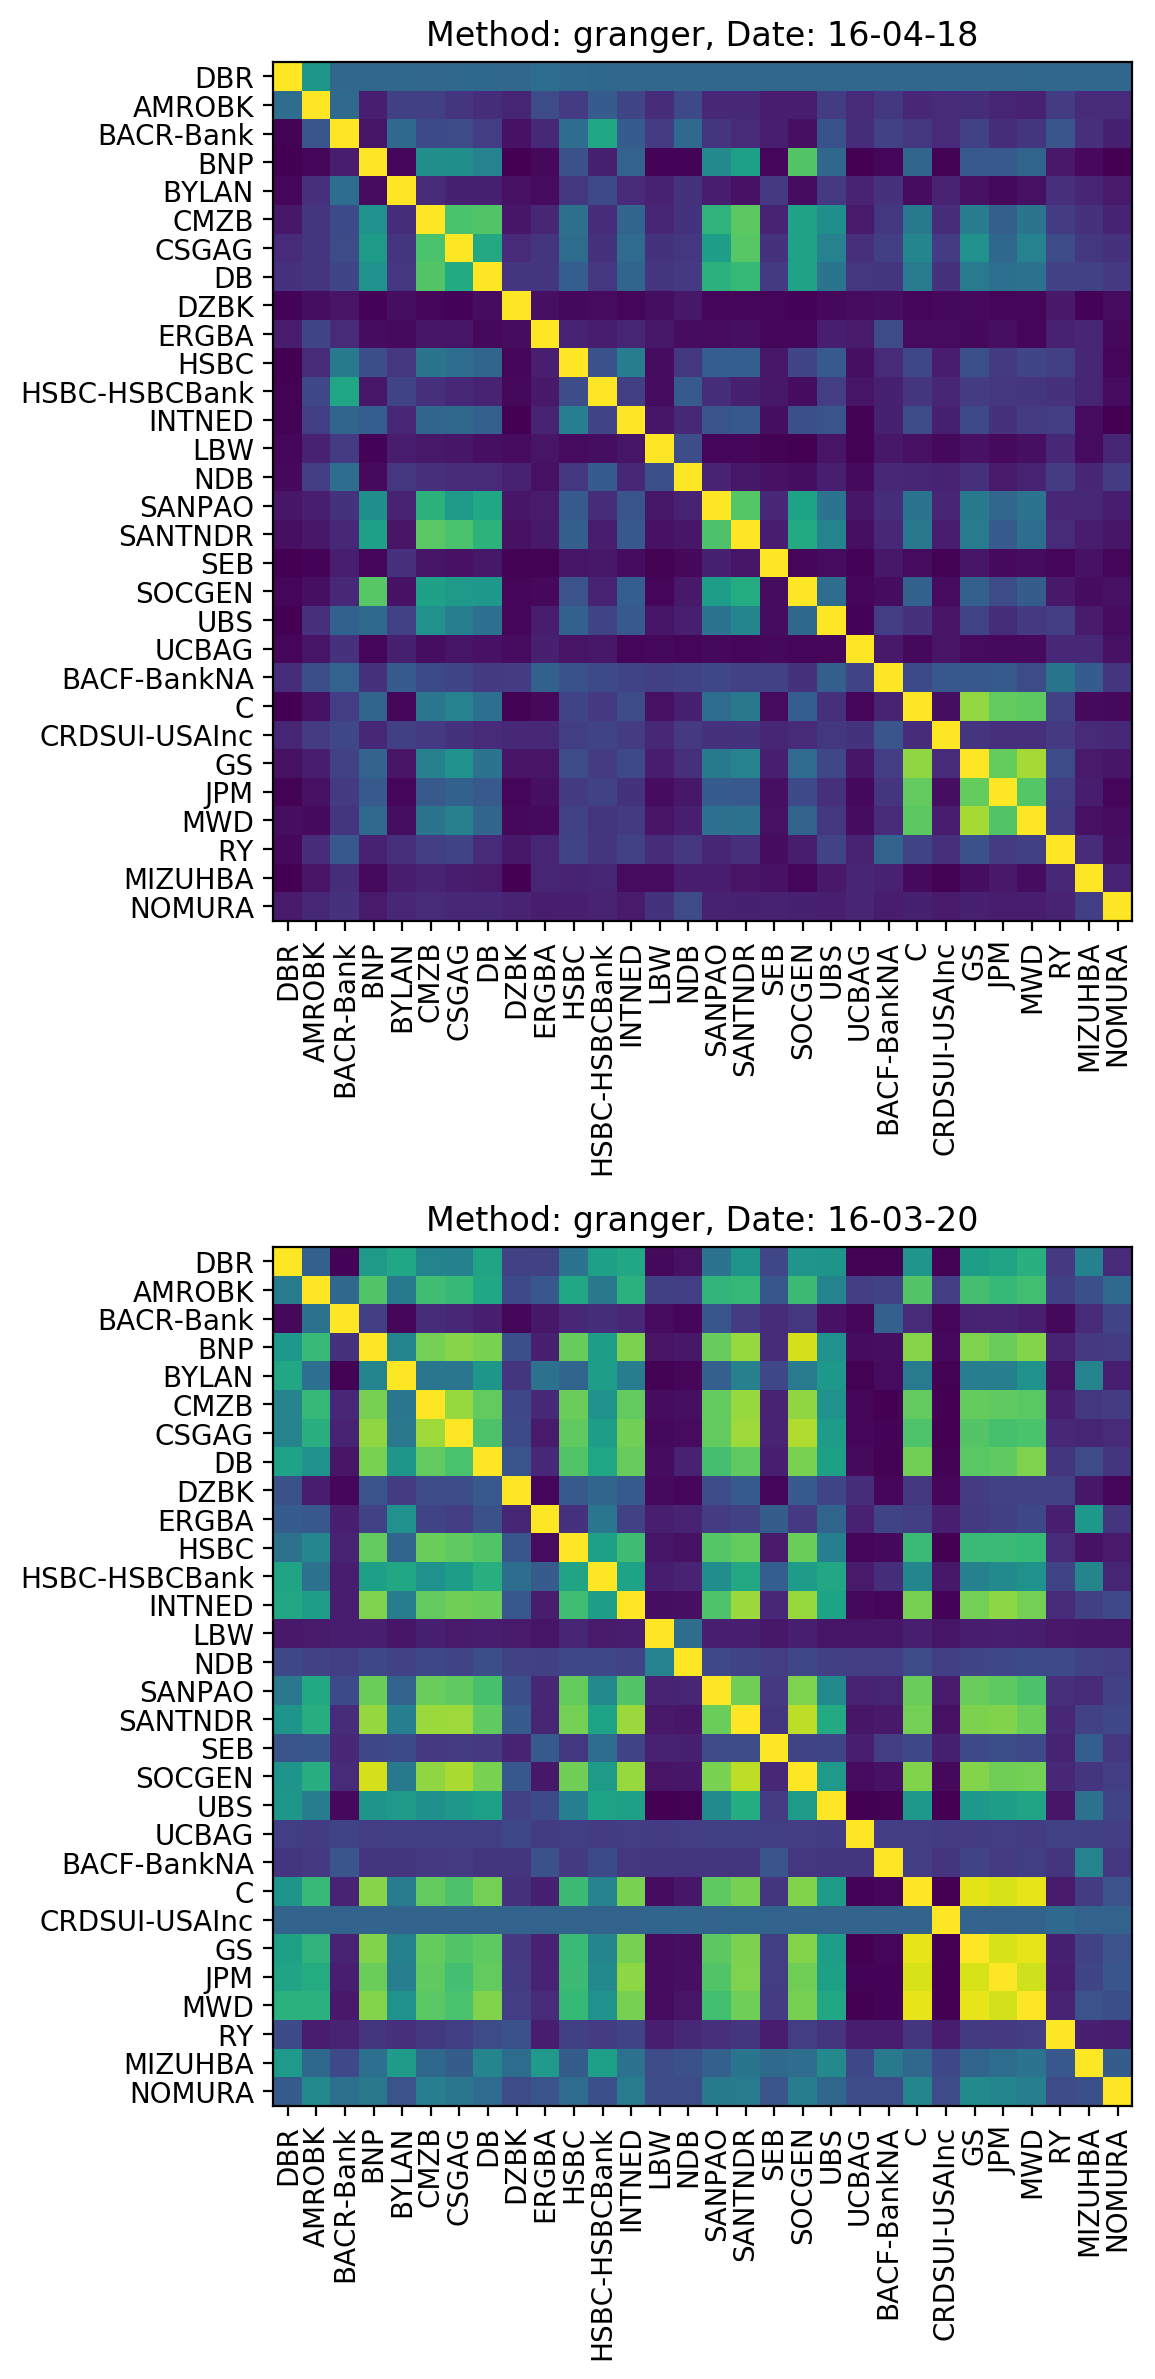 Method: granger, Date: 16-04-18
DBR
AMROBK
BACR-Bank
BNP
BYLAN
CMZB
CSGAG
DB
DZBK
ERGBA
HSBC
HSBC-HSBCBank
INTNED
LBW
NDB
SANPAO
SANTNDR
SEB
SOCGEN
UBS
UCBAG
BACF-BankNA
C
CRDSUI-USAInc
GS
JPM
MWD
RY
MIZUHBA
NOMURA
DBR
AMROBK
BACR-Bank
BNP
BYLAN
CMZB
CSGAG
DB
DZBK
ERGBA
HSBC
HSBC-HSBCBank
INTNED
LBW
NDB
SANPAO
SANTNDR
SEB
SOCGEN
UBS
UCBAG
BACF-BankNA
C
CRDSUI-USAInc
GS
JPM
MWD
RY
MIZUHBA
NOMURA
Method: granger, Date: 16-03-20
DBR
AMROBK
BACR-Bank
BNP
BYLAN
CMZB
CSGAG
DB
DZBK
ERGBA
HSBC
HSBC-HSBCBank
INTNED
LBW
NDB
SANPAO
SANTNDR
SEB
SOCGEN
UBS
UCBAG
BACF-BankNA
C
CRDSUI-USAInc
GS
JPM
MWD
RY
MIZUHBA
NOMURA
DBR
AMROBK
BACR-Bank
BNP
BYLAN
CMZB
CSGAG
DB
DZBK
ERGBA
HSBC
HSBC-HSBCBank
INTNED
LBW
NDB
SANPAO
SANTNDR
SEB
SOCGEN
UBS
UCBAG
BACF-BankNA
C
CRDSUI-USAInc
GS
JPM
MWD
RY
MIZUHBA
NOMURA